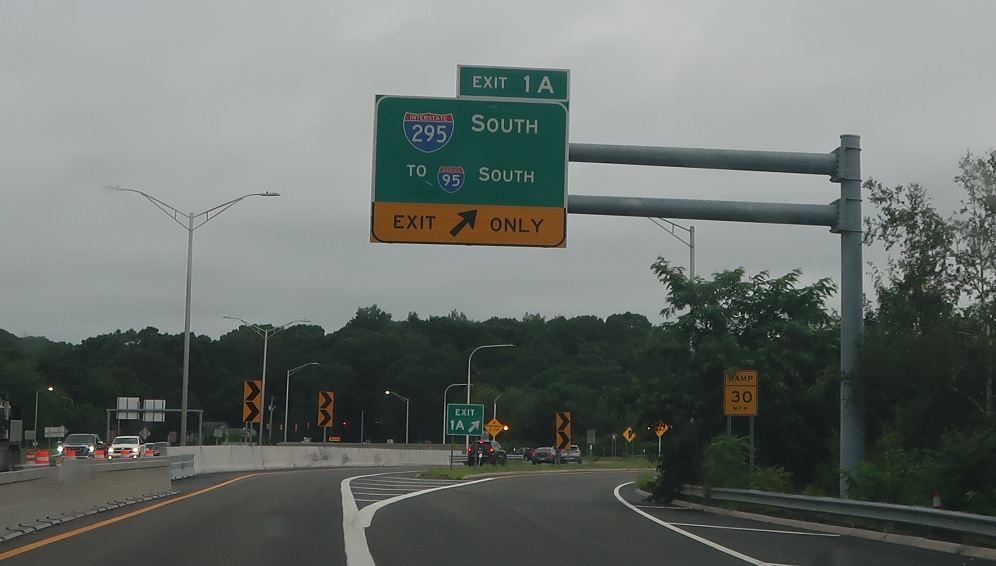 EXIT 1A
INTERSTATE
295 SOUTH
TO 95 SOUTH
EXIT ONLY
RAMP
30
MPH
EXIT
1A